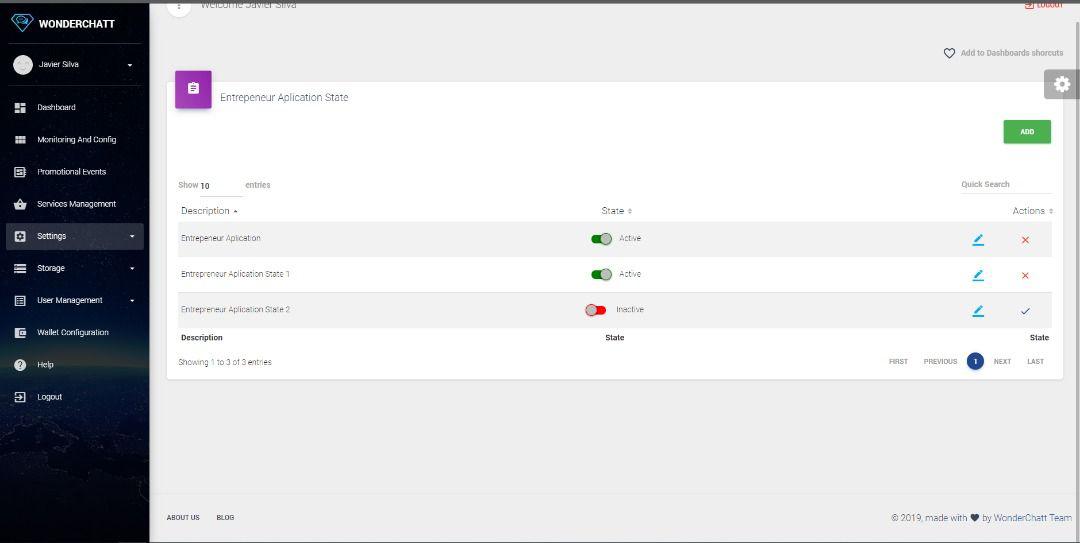 WONDERCHATT
Welcome Javier Silva
LOGOUT
Javier Silva
Add to Dashboards shorcuts
Dashboard
Monitoring And Config
Promotional Events
Services Management
Settings
Storage
User Management
Wallet Configuration
Help
Logout
Entrepeneur Aplication State
ADD
Show 10 entries
Quick Search
Description State Actions
Entrepeneur Aplication Active
Entrepreneur Aplication State 1 Active
Entrepreneur Aplication State 2 Inactive
Description State State
Showing 1 to 3 of 3 entries
FIRST PREVIOUS 1 NEXT LAST
ABOUT US BLOG
© 2019, made with ♥ by WonderChatt Team